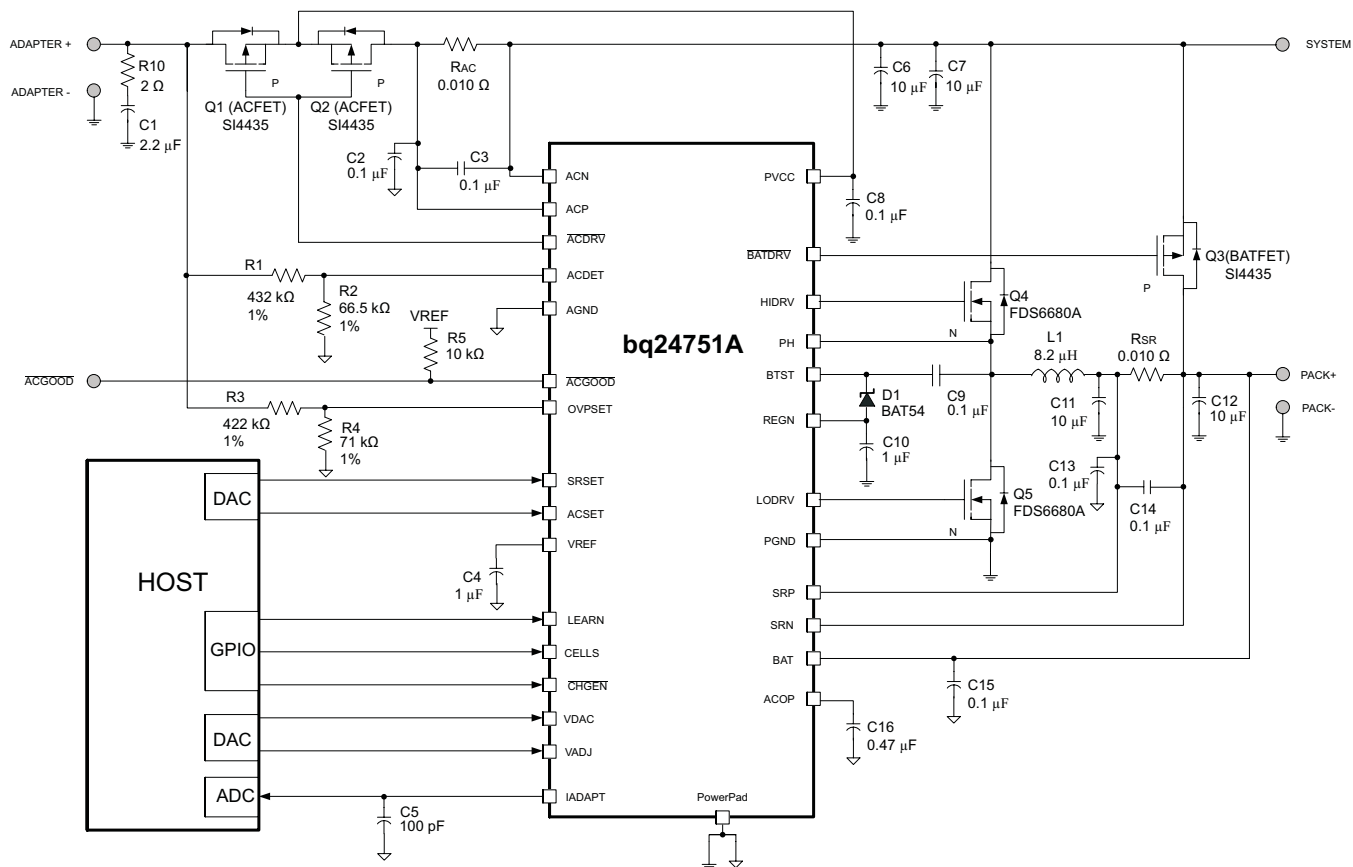 ADAPTER +
ADAPTER -
R10
2 Ω
C1
2.2 µF
P
Q1 (ACFET)
SI4435
P
Q2 (ACFET)
SI4435
RAC
0.010 Ω
C6
10 µF
C7
10 µF
SYSTEM
C2
0.1 µF
C3
0.1 µF
C8
0.1 µF
R1
432 kΩ
1%
R2
66.5 kΩ
1%
VREF
R5
10 kΩ
ACGOOD
R3
422 kΩ
1%
R4
71 kΩ
1%
bq24751A
ACN
ACP
ACDRV
ACDET
AGND
ACGOOD
OVPSET
SRSET
ACSET
VREF
LEARN
CELLS
CHGEN
VDAC
VADJ
IADAPT
PVCC
BATDRV
HIDRV
PH
BTST
REGN
LODRV
PGND
SRP
SRN
BAT
ACOP
PowerPad
Q3(BATFET)
SI4435
P
Q4
FDS6680A
N
L1
8.2 µH
RSR
0.010 Ω
D1
BAT54
C9
0.1 µF
C10
1 µF
C11
10 µF
C12
10 µF
PACK+
PACK-
C13
0.1 µF
C14
0.1 µF
Q5
FDS6680A
N
C15
0.1 µF
C16
0.47 µF
C4
1 µF
C5
100 pF
HOST
DAC
GPIO
DAC
ADC